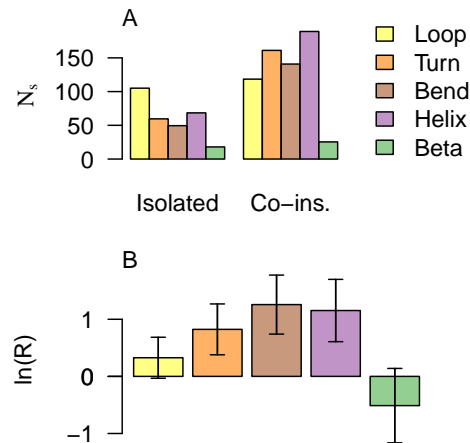 A
N_s
150
100
50
0
Isolated
Co−ins.
Loop
Turn
Bend
Helix
Beta
B
ln(R)
1
0
−1